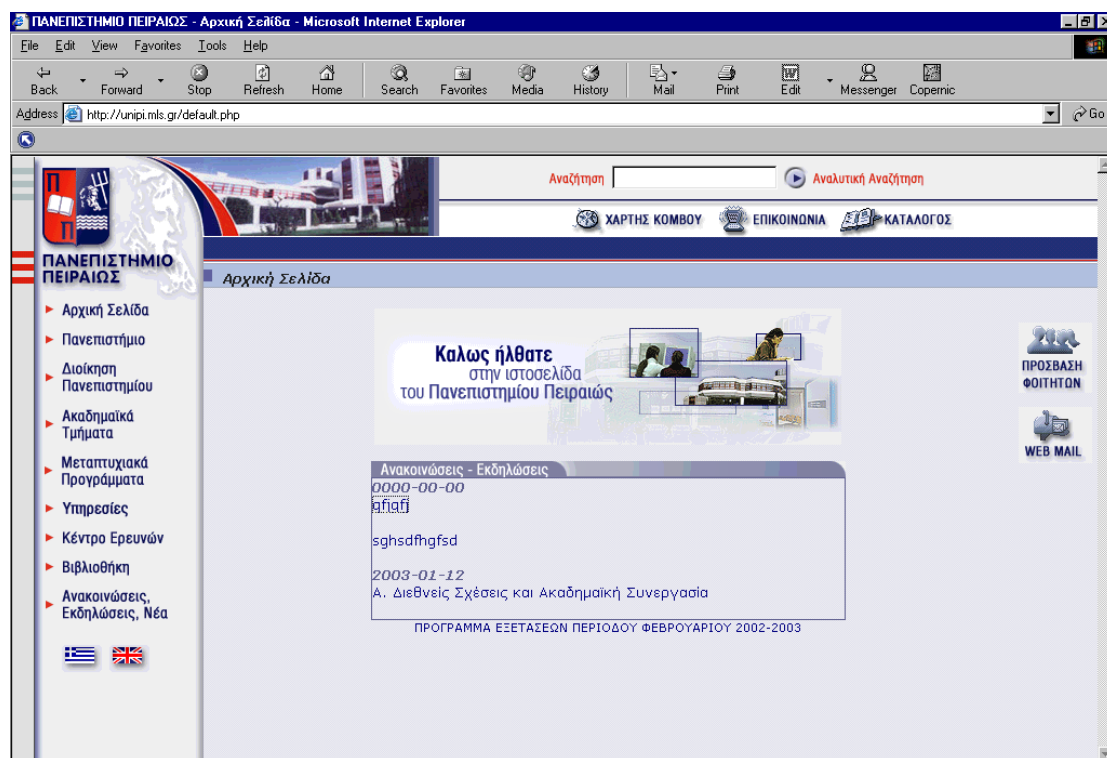 ΠΑΝΕΠΙΣΤΗΜΙΟ ΠΕΙΡΑΙΩΣ - Αρχική Σελίδα - Microsoft Internet Explorer
File Edit View Favorites Tools Help
Back Forward Stop Refresh Home Search Favorites Media History Mail Print Edit Messenger Copernic
Address http://unipi.mls.gr/default.php Go
Αναζήτηση Αναλυτική Αναζήτηση
ΧΑΡΤΗΣ ΚΟΜΒΟΥ ΕΠΙΚΟΙΝΩΝΙΑ ΚΑΤΑΛΟΓΟΣ
Π
Π
ΠΑΝΕΠΙΣΤΗΜΙΟ
ΠΕΙΡΑΙΩΣ
Αρχική Σελίδα
Αρχική Σελίδα
Πανεπιστήμιο
Διοίκηση
Πανεπιστημίου
Ακαδημαϊκά
Τμήματα
Μεταπτυχιακά
Προγράμματα
Υπηρεσίες
Κέντρο Ερευνών
Βιβλιοθήκη
Ανακοινώσεις,
Εκδηλώσεις, Νέα
Καλως ήλθατε
στην ιστοσελίδα
του Πανεπιστημίου Πειραιώς
Ανακοινώσεις - Εκδηλώσεις
0000-00-00
gfjgfj
sghsdfhgfsd
2003-01-12
Α. Διεθνείς Σχέσεις και Ακαδημαϊκή Συνεργασία
ΠΡΟΓΡΑΜΜΑ ΕΞΕΤΑΣΕΩΝ ΠΕΡΙΟΔΟΥ ΦΕΒΡΟΥΑΡΙΟΥ 2002-2003
ΠΡΟΣΒΑΣΗ
ΦΟΙΤΗΤΩΝ
WEB MAIL